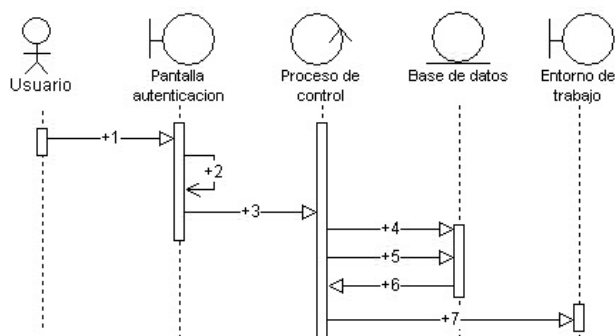 Usuario
Pantalla
autenticacion
Proceso de
control
Base de datos
Entorno de
trabajo
+1
+2
+3
+4
+5
+6
+7